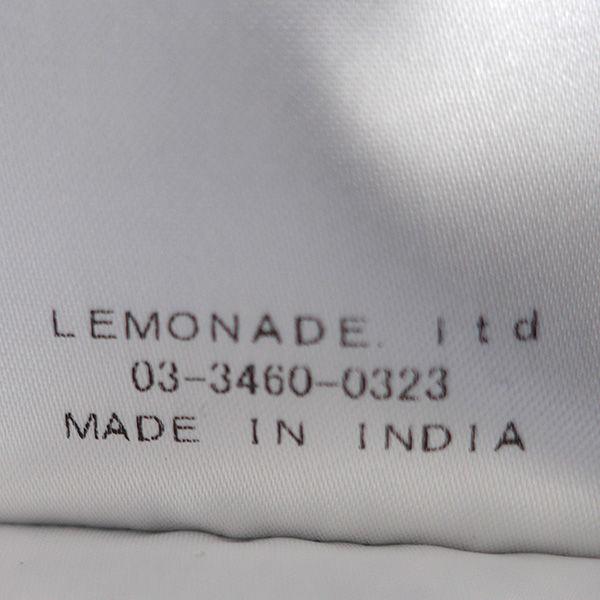 LEMONADE. ltd
03-3460-0323
MADE IN INDIA